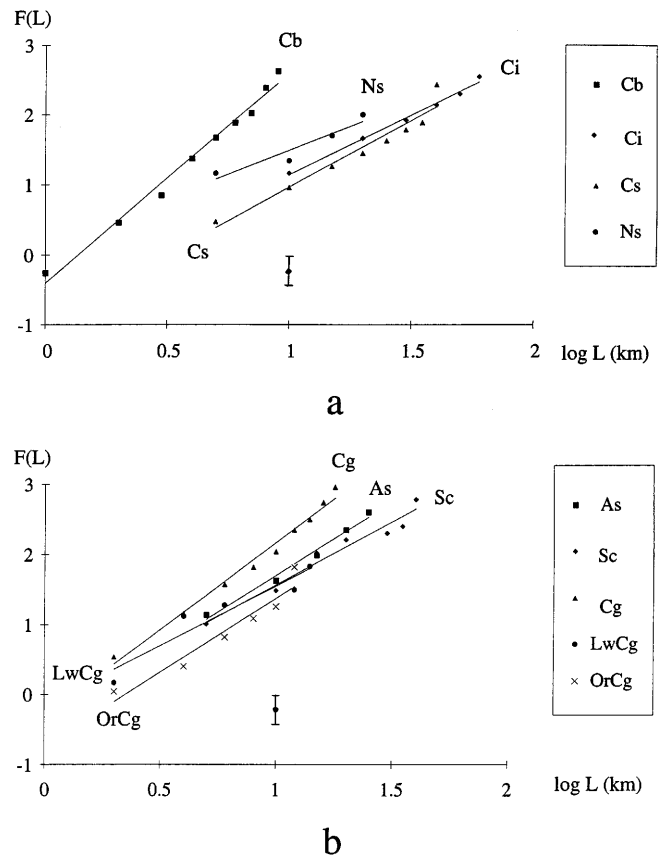 F(L)
3
2
1
0
-1
0
0.5
1
1.5
2
log L (km)
Cb
Ns
Ci
Cs
Cb
Ci
Cs
Ns
a
F(L)
3
2
1
0
-1
0
0.5
1
1.5
2
log L (km)
Cg
As
Sc
LwCg
OrCg
As
Sc
Cg
LwCg
OrCg
b